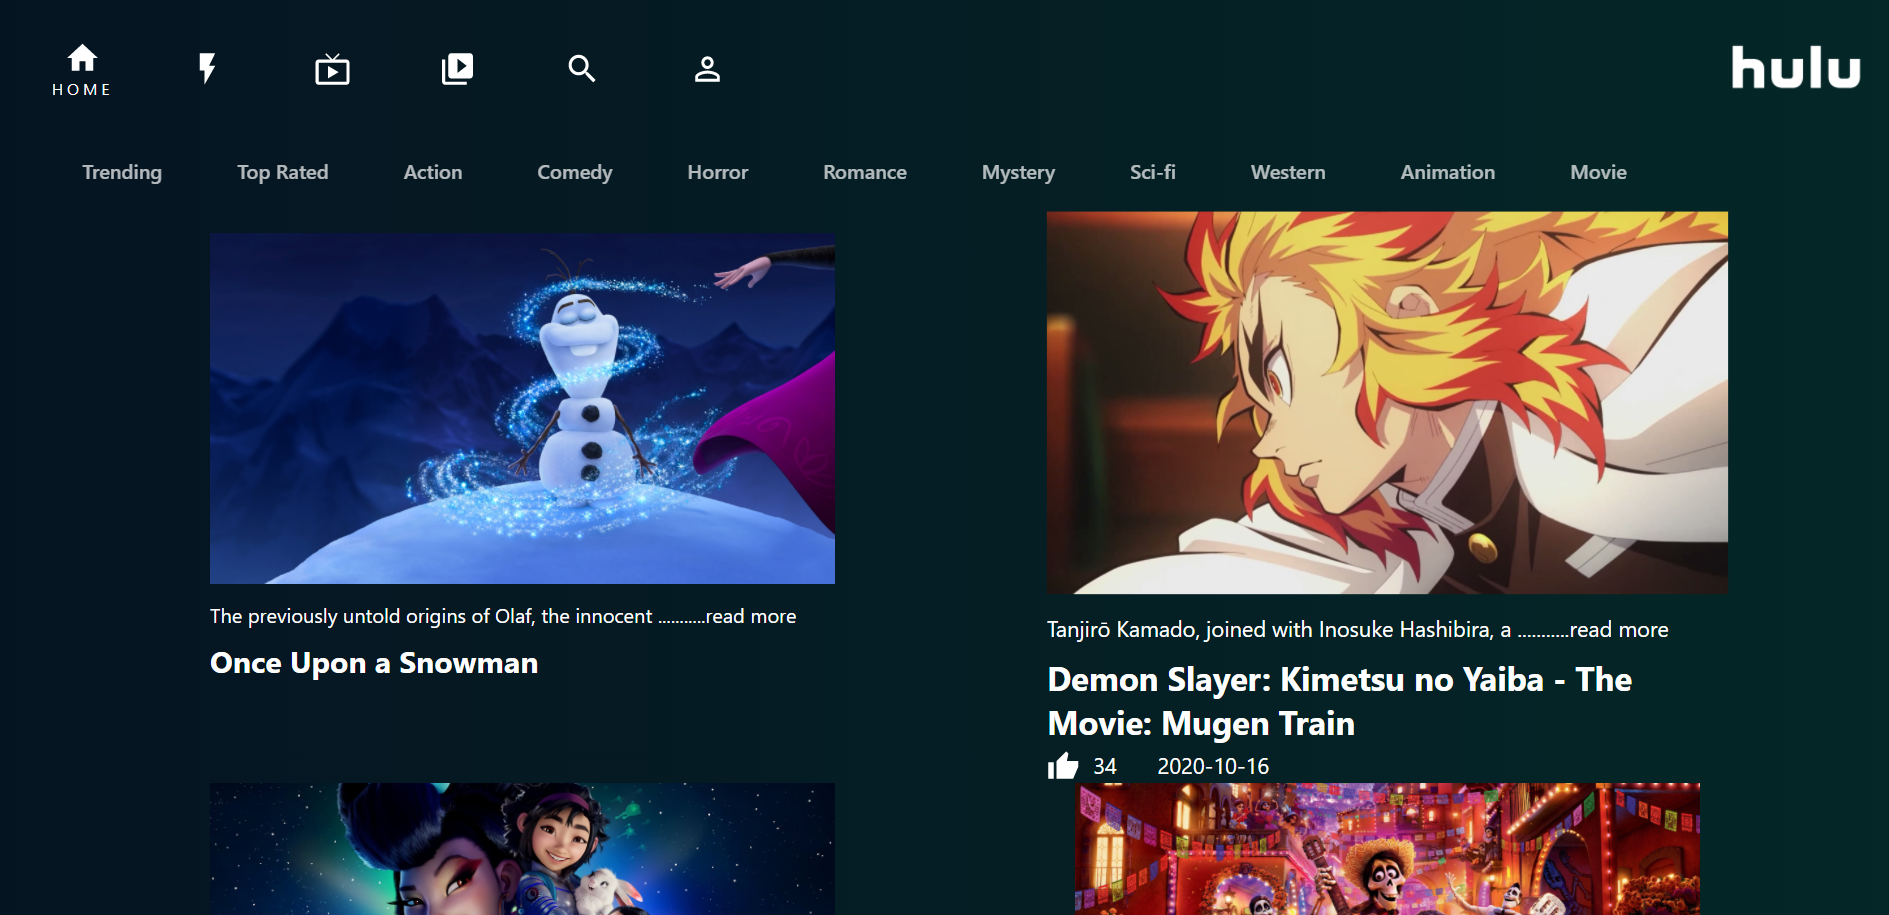 HOME
hulu
Trending Top Rated Action Comedy Horror Romance Mystery Sci-fi Western Animation Movie
The previously untold origins of Olaf, the innocent ...........read more
Once Upon a Snowman
Tanjirō Kamado, joined with Inosuke Hashibira, a ...........read more
Demon Slayer: Kimetsu no Yaiba - The
Movie: Mugen Train
34 2020-10-16